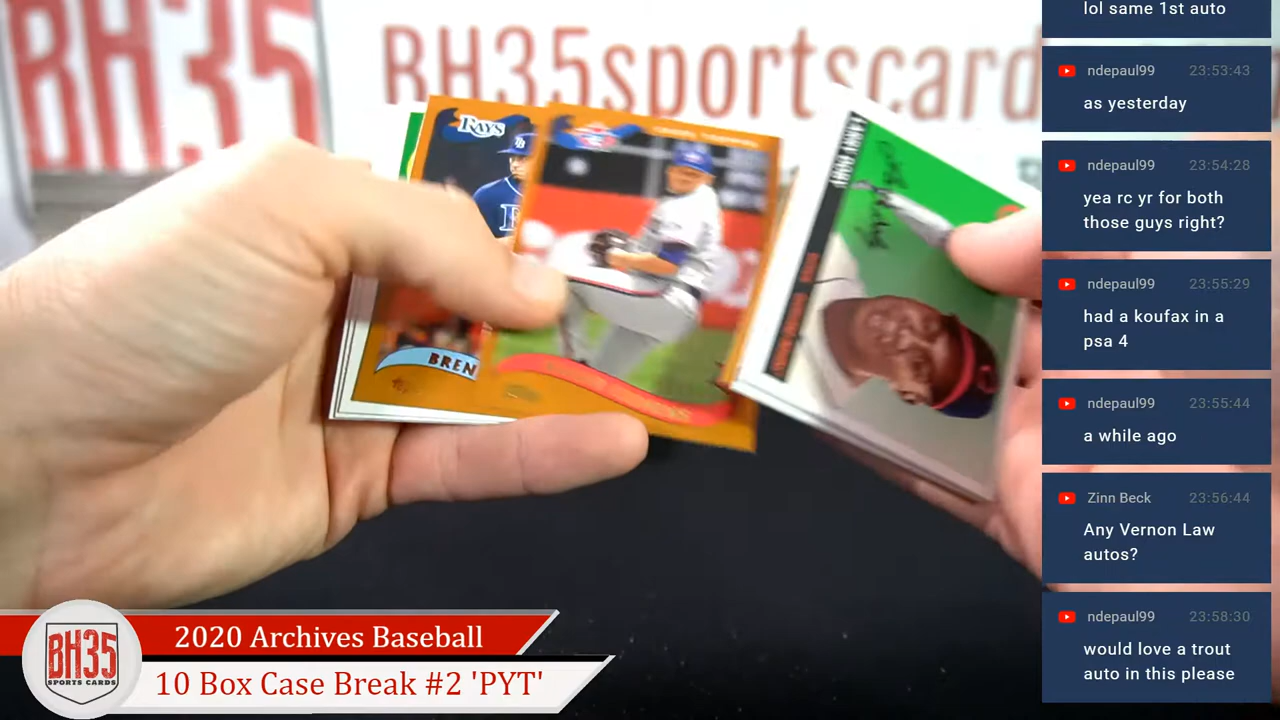 BH35
BH35sportscard
RAYS
BREN
lol same 1st auto
ndepaul99 23:53:43
as yesterday
ndepaul99 23:54:28
yea rc yr for both
those guys right?
ndepaul99 23:55:29
had a koufax in a
psa 4
ndepaul99 23:55:44
a while ago
Zinn Beck 23:56:44
Any Vernon Law
autos?
ndepaul99 23:58:30
would love a trout
auto in this please
BH35
SPORTS CARDS
2020 Archives Baseball
10 Box Case Break #2 'PYT'